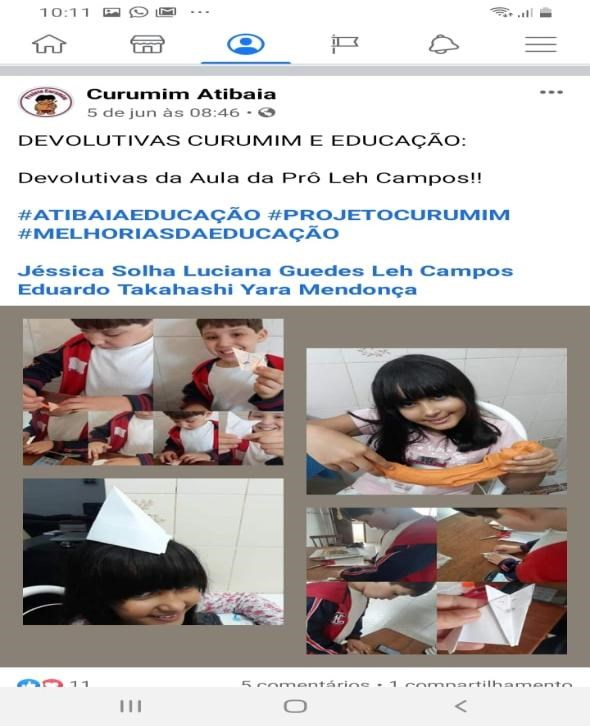 10:11
Projeto Curumim
Curumim Atibaia
5 de jun às 08:46
DEVOLUTIVAS CURUMIM E EDUCAÇÃO:
Devolutivas da Aula da Prô Leh Campos!!
#ATIBAIAEDUCAÇÃO #PROJETOCURUMIM
#MELHORIASDAEDUCAÇÃO
Jéssica Solha Luciana Guedes Leh Campos
Eduardo Takahashi Yara Mendonça
11
5 comentários • 1 compartilhamento